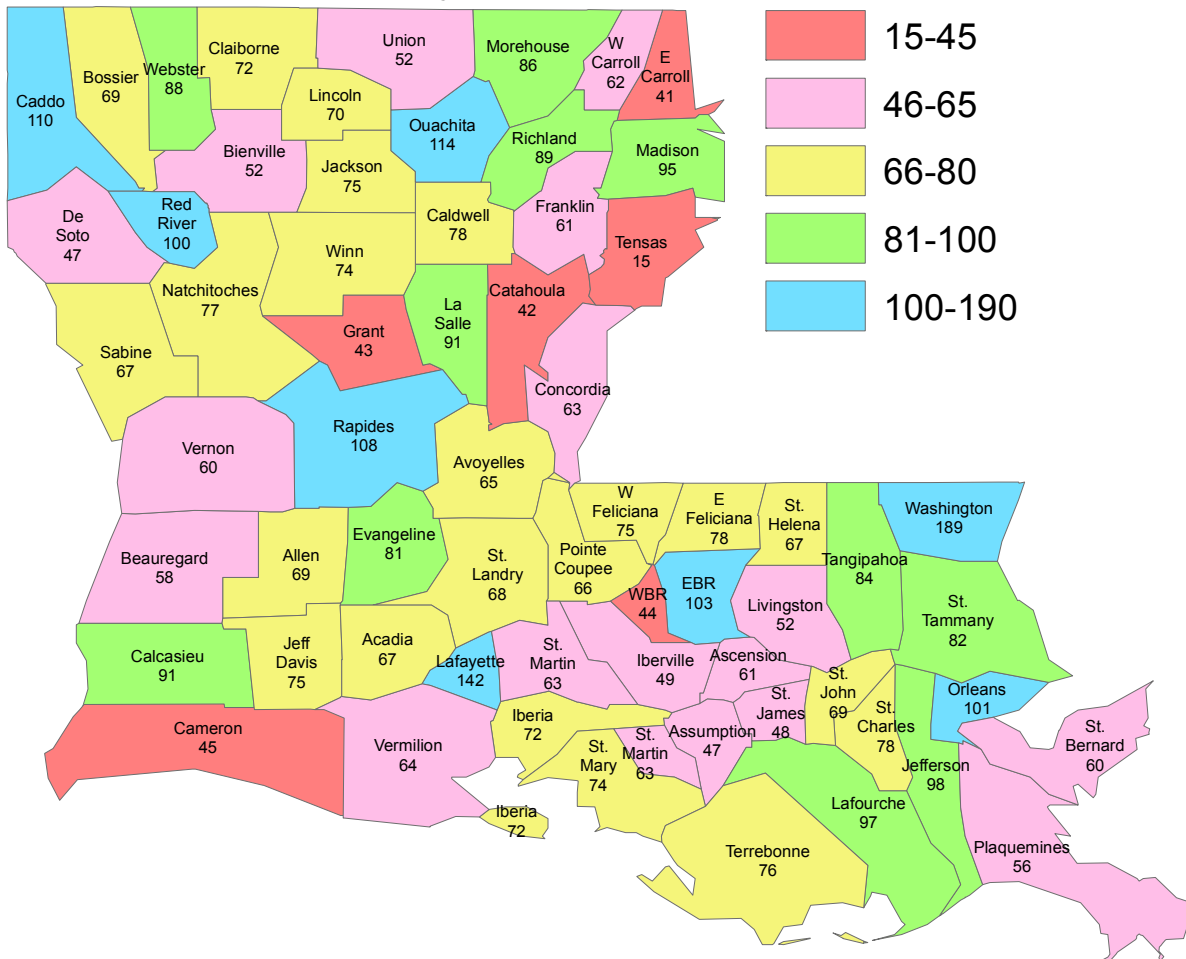 15-45
46-65
66-80
81-100
100-190
Caddo
110
Bossier
69
Webster
88
Claiborne
72
Union
52
Morehouse
86
W
Carroll
62
E
Carroll
41
Lincoln
70
Ouachita
114
Richland
89
Madison
95
Bienville
52
Jackson
75
De
Soto
47
Red
River
100
Caldwell
78
Franklin
61
Tensas
15
Winn
74
Natchitoches
77
Catahoula
42
La
Salle
91
Grant
43
Sabine
67
Concordia
63
Vernon
60
Rapides
108
Avoyelles
65
W
Feliciana
75
E
Feliciana
78
St.
Helena
67
Washington
189
Beauregard
58
Allen
69
Evangeline
81
St.
Landry
68
Pointe
Coupee
66
Tangipahoa
84
WBR
44
EBR
103
Livingston
52
St.
Tammany
82
Calcasieu
91
Jeff
Davis
75
Acadia
67
Lafayette
142
St.
Martin
63
Iberville
49
Ascension
61
St.
John
69
Orleans
101
St.
James
48
St.
Charles
78
Cameron
45
Vermilion
64
Iberia
72
St.
Mary
74
St.
Martin
63
Assumption
47
St.
Bernard
60
Jefferson
98
Iberia
72
Lafourche
97
Terrebonne
76
Plaquemines
56